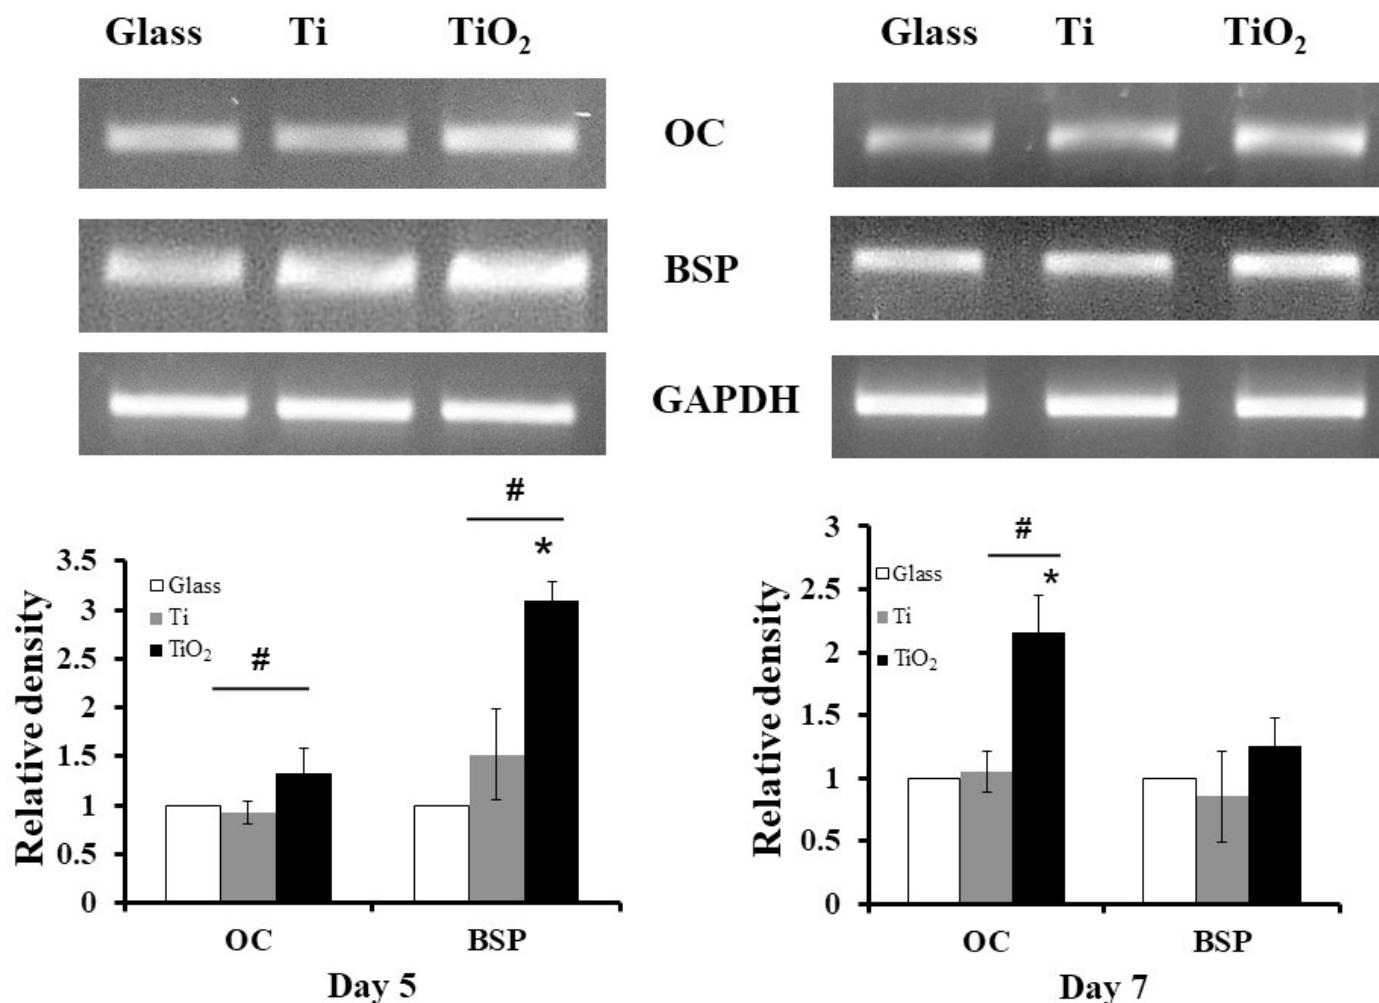 Glass Ti TiO₂
Glass Ti TiO₂
OC
BSP
GAPDH
Relative density
3.5
3
2.5
2
1.5
1
0.5
0
Glass
Ti
TiO₂
#
#
*
OC BSP
Day 5
Relative density
3
2.5
2
1.5
1
0.5
0
Glass
Ti
TiO₂
#
*
OC BSP
Day 7